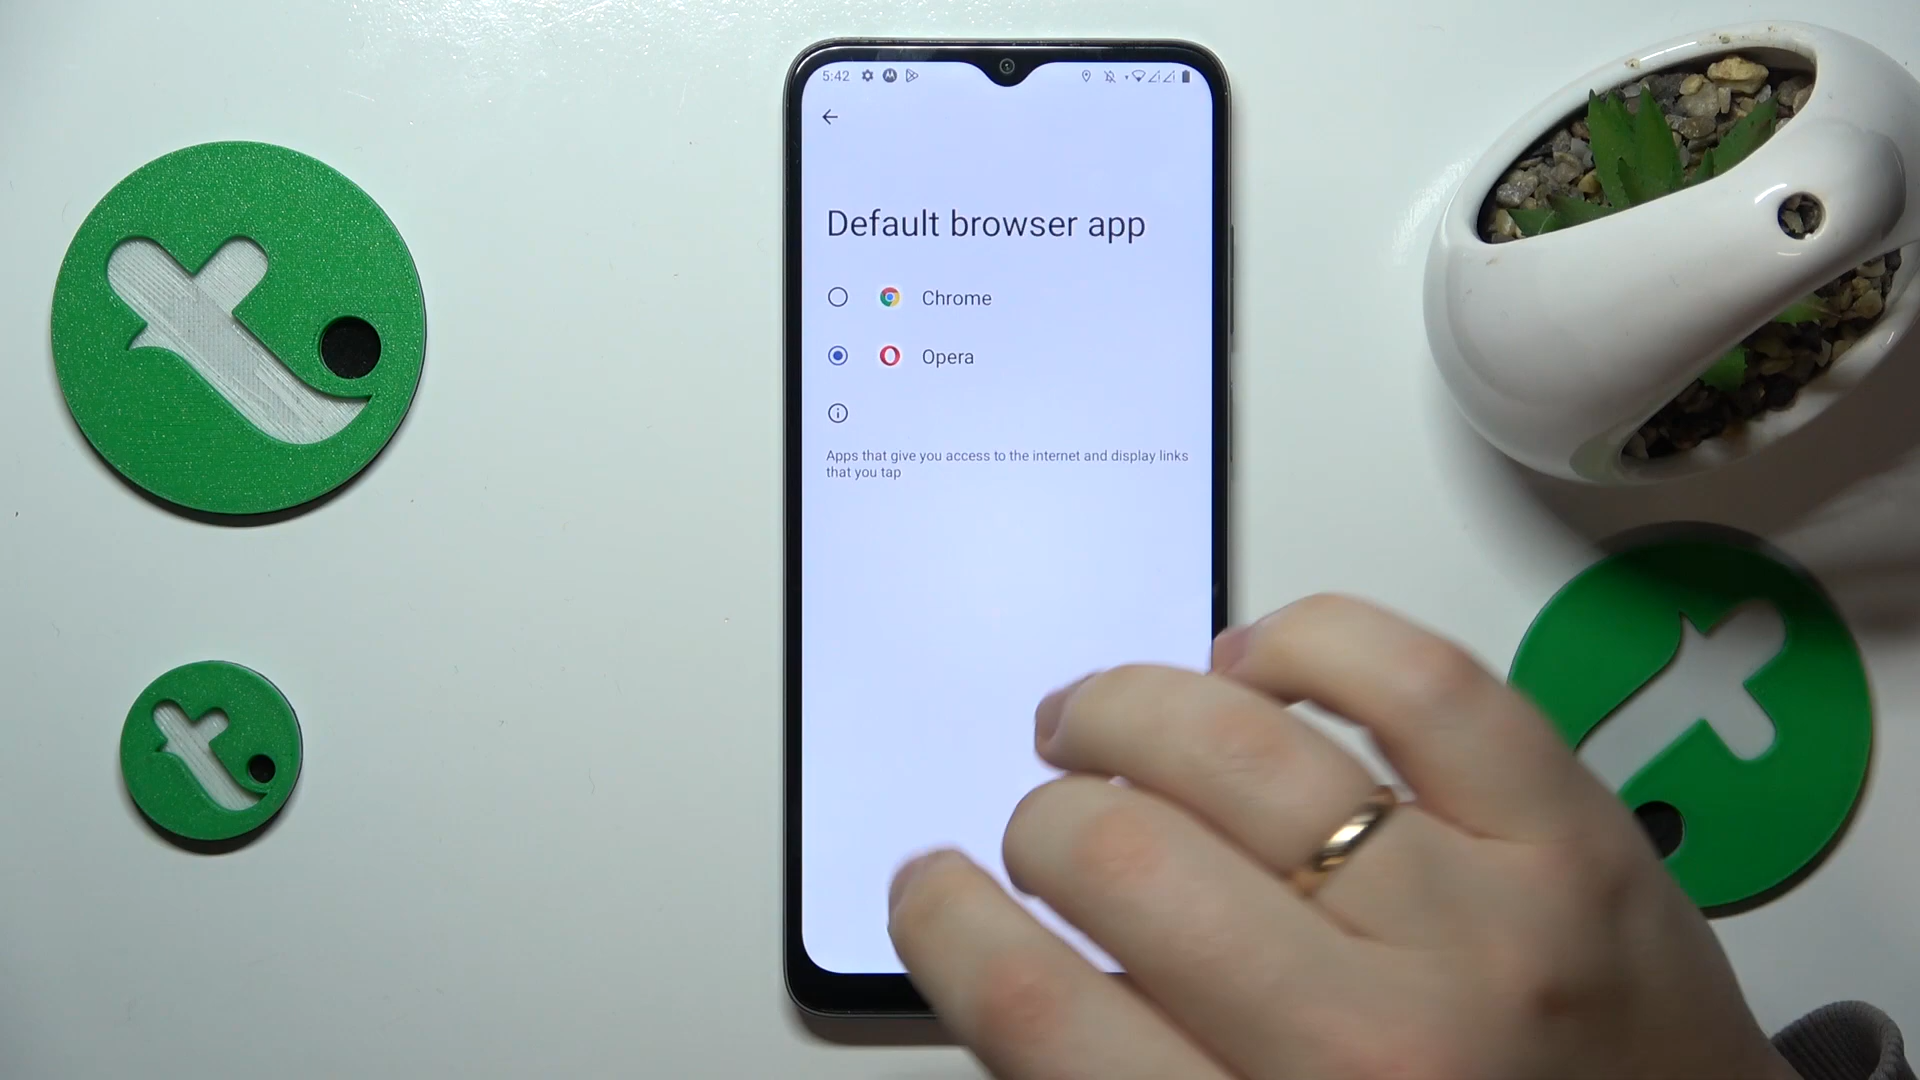 5:42
Default browser app
Chrome
Opera
Apps that give you access to the internet and display links
that you tap